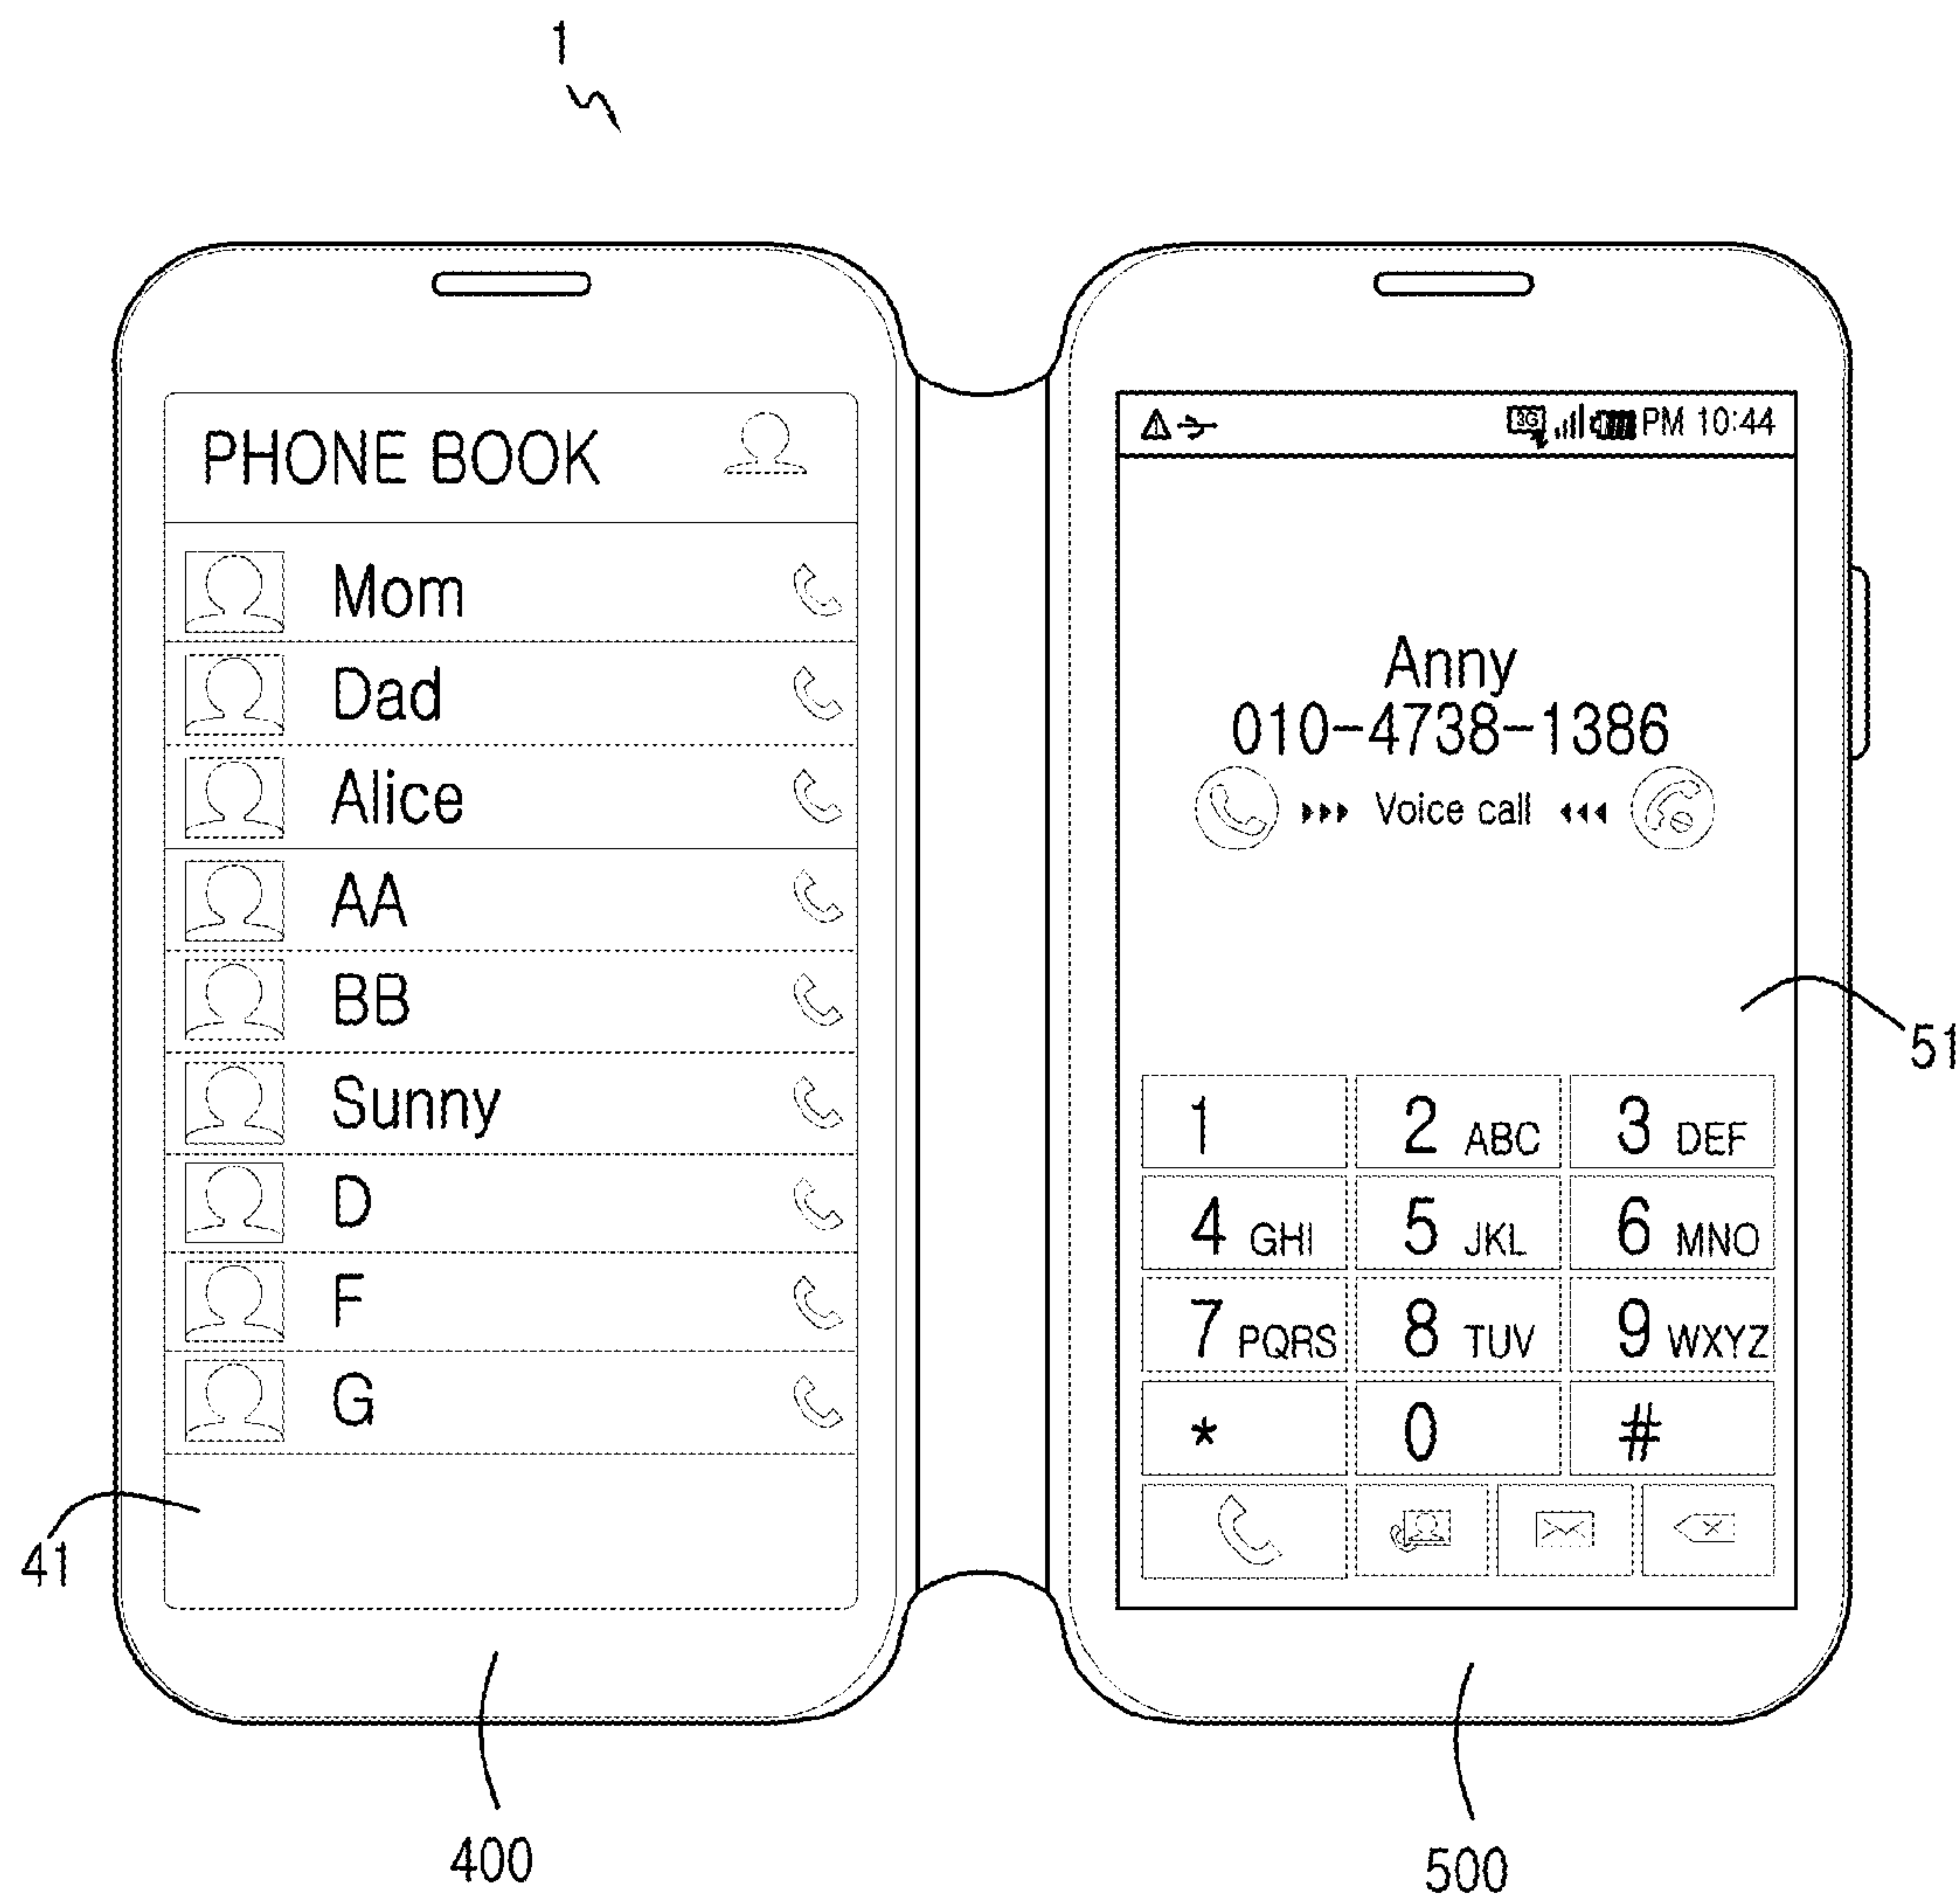 1
PHONE BOOK
Mom
Dad
Alice
AA
BB
Sunny
D
F
G
41
400
3G PM 10:44
Anny
010-4738-1386
Voice call
51
1 2 ABC 3 DEF
4 GHI 5 JKL 6 MNO
7 PQRS 8 TUV 9 WXYZ
* 0 #
500